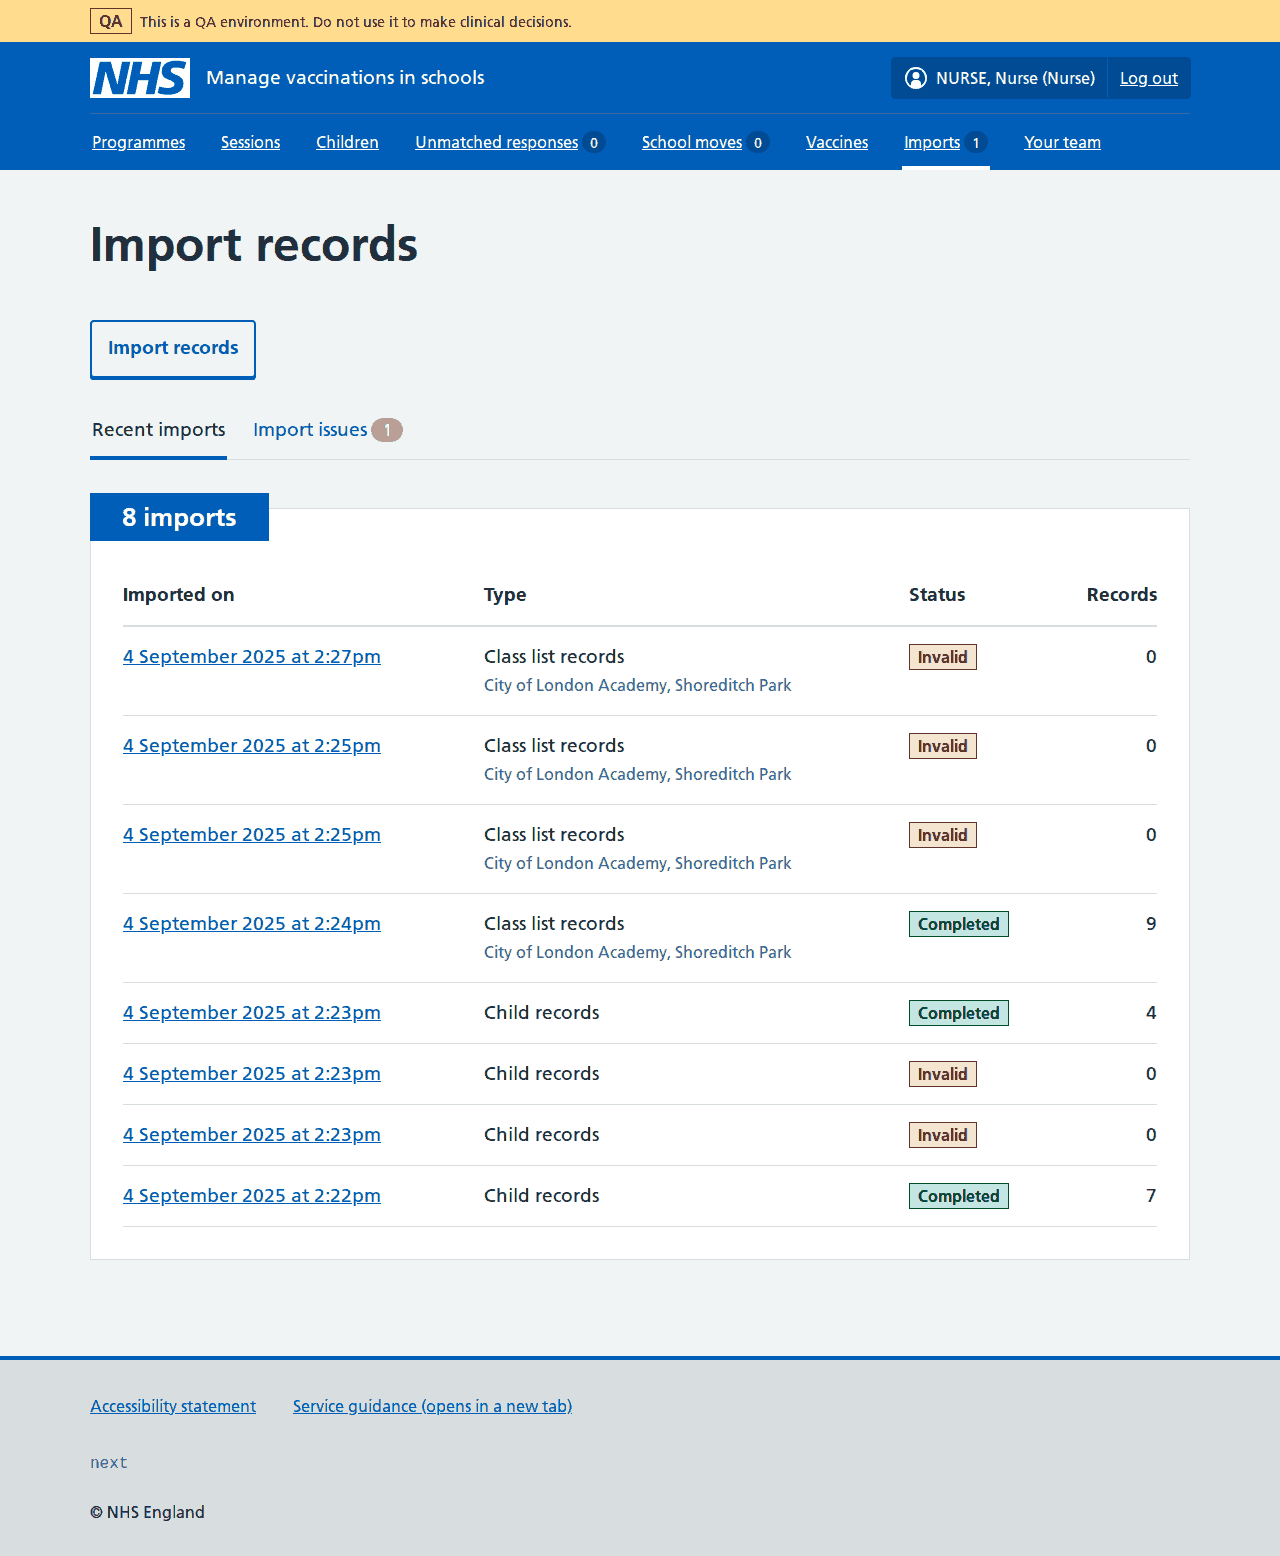 QA This is a QA environment. Do not use it to make clinical decisions.
NHS Manage vaccinations in schools NURSE, Nurse (Nurse) Log out
Programmes Sessions Children Unmatched responses 0 School moves 0 Vaccines Imports 1 Your team
Import records
Import records
Recent imports Import issues 1
8 imports
Imported on Type Status Records
4 September 2025 at 2:27pm Class list records Invalid 0
City of London Academy, Shoreditch Park
4 September 2025 at 2:25pm Class list records Invalid 0
City of London Academy, Shoreditch Park
4 September 2025 at 2:25pm Class list records Invalid 0
City of London Academy, Shoreditch Park
4 September 2025 at 2:24pm Class list records Completed 9
City of London Academy, Shoreditch Park
4 September 2025 at 2:23pm Child records Completed 4
4 September 2025 at 2:23pm Child records Invalid 0
4 September 2025 at 2:23pm Child records Invalid 0
4 September 2025 at 2:22pm Child records Completed 7
Accessibility statement Service guidance (opens in a new tab)
next
© NHS England